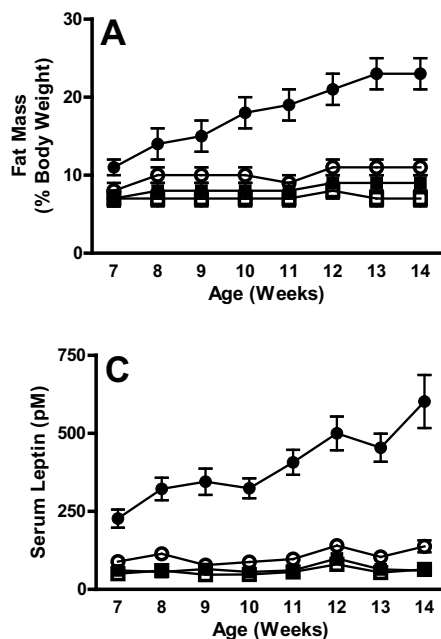 A
30
20
10
0
Fat Mass
(% Body Weight)
7 8 9 10 11 12 13 14
Age (Weeks)
C
750
500
250
0
Serum Leptin (pM)
7 8 9 10 11 12 13 14
Age (Weeks)